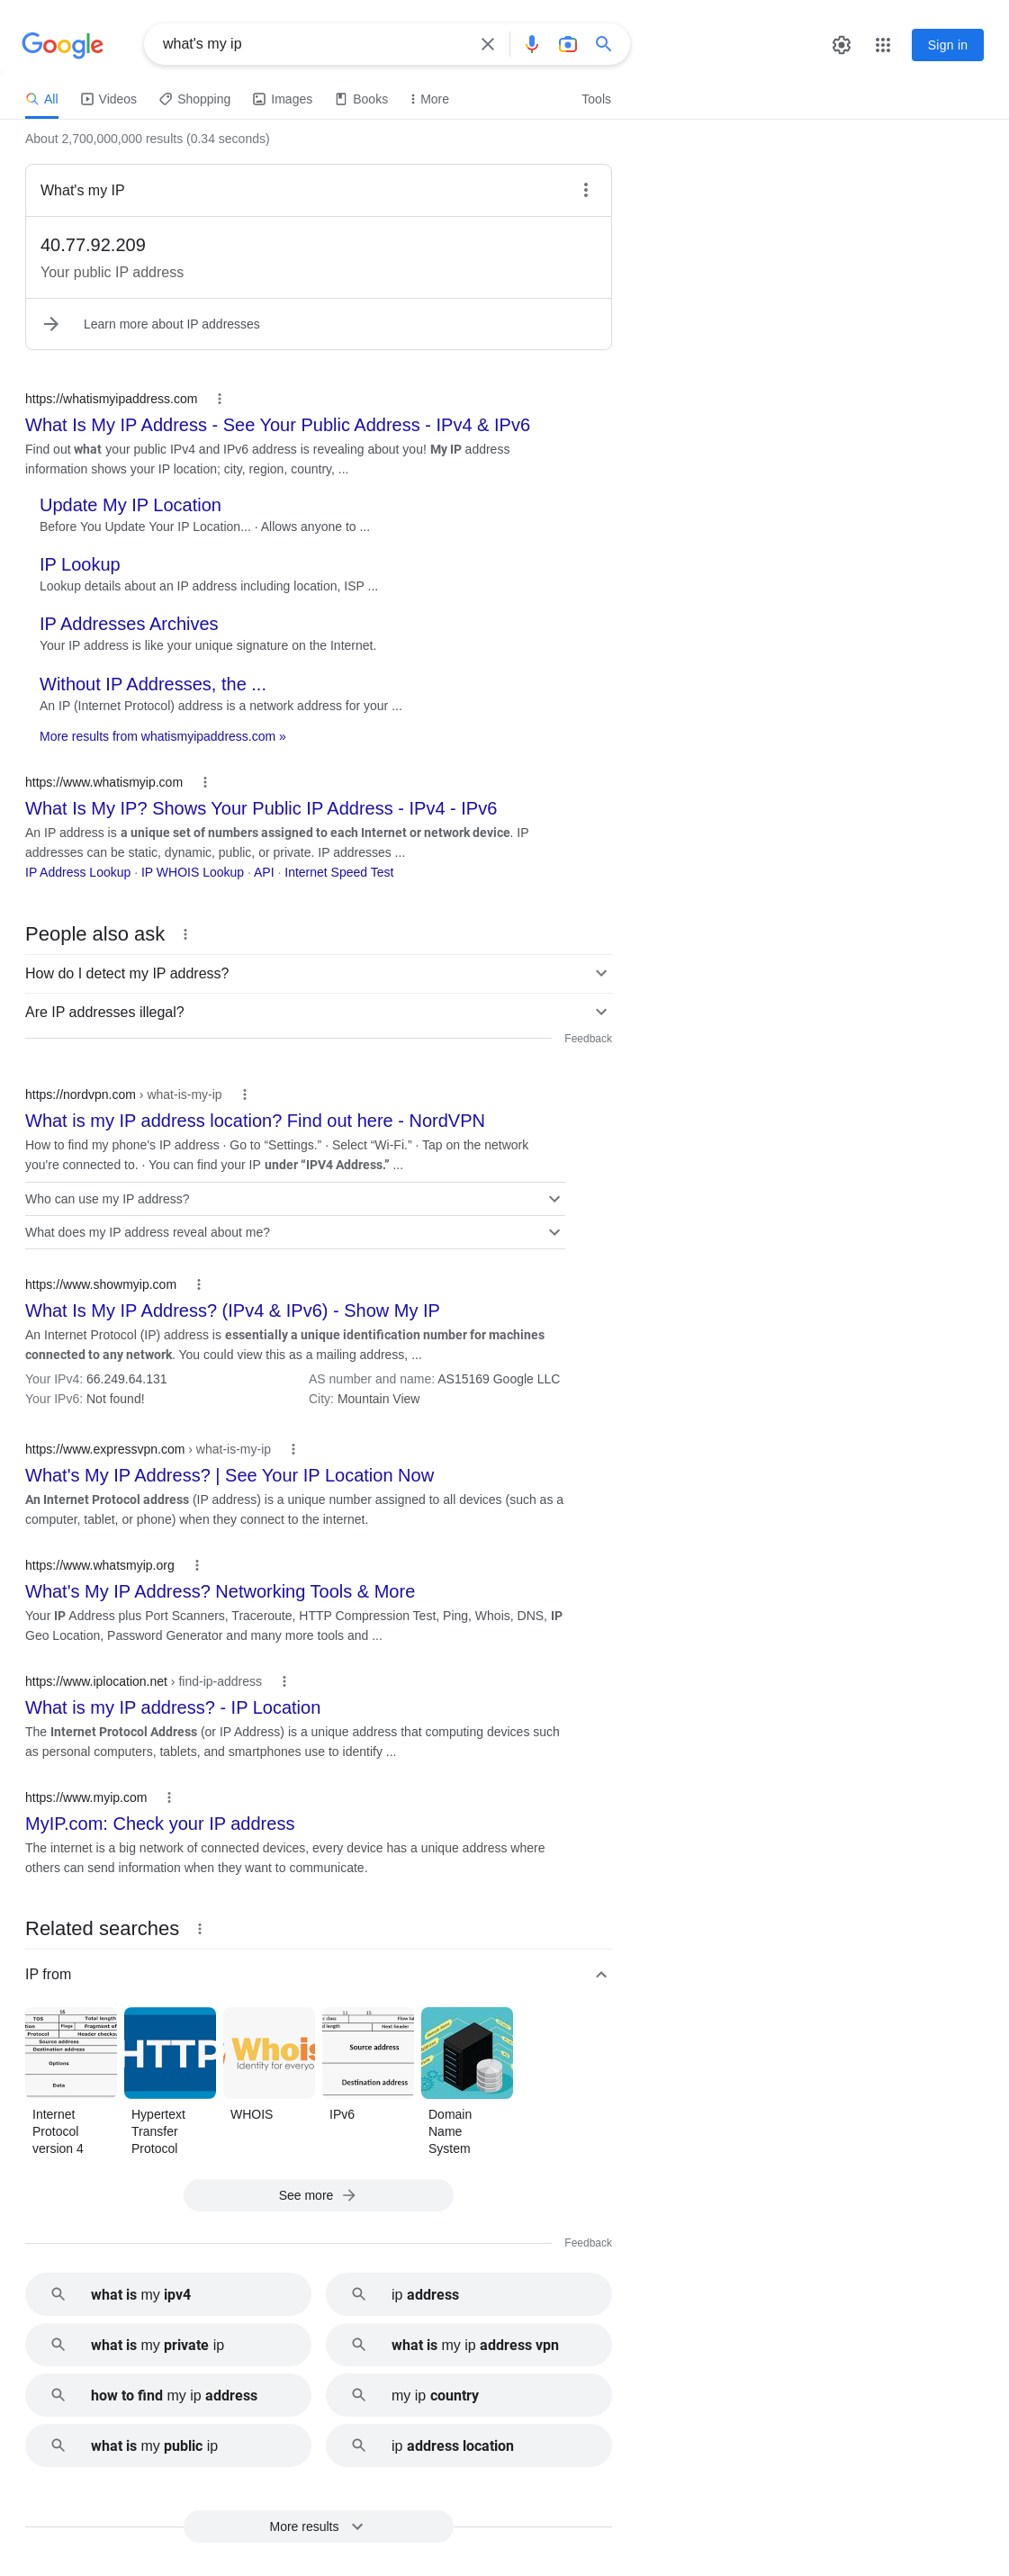 Google
what's my ip
Sign in
All
Videos
Shopping
Images
Books
More
Tools
About 2,700,000,000 results (0.34 seconds)
What's my IP
40.77.92.209
Your public IP address
Learn more about IP addresses
https://whatismyipaddress.com
What Is My IP Address - See Your Public Address - IPv4 & IPv6
Find out what your public IPv4 and IPv6 address is revealing about you! My IP address
information shows your IP location; city, region, country, ...
Update My IP Location
Before You Update Your IP Location... · Allows anyone to ...
IP Lookup
Lookup details about an IP address including location, ISP ...
IP Addresses Archives
Your IP address is like your unique signature on the Internet.
Without IP Addresses, the ...
An IP (Internet Protocol) address is a network address for your ...
More results from whatismyipaddress.com »
https://www.whatismyip.com
What Is My IP? Shows Your Public IP Address - IPv4 - IPv6
An IP address is a unique set of numbers assigned to each Internet or network device. IP
addresses can be static, dynamic, public, or private. IP addresses ...
IP Address Lookup · IP WHOIS Lookup · API · Internet Speed Test
People also ask
How do I detect my IP address?
Are IP addresses illegal?
Feedback
https://nordvpn.com › what-is-my-ip
What is my IP address location? Find out here - NordVPN
How to find my phone's IP address · Go to “Settings.” · Select “Wi-Fi.” · Tap on the network
you're connected to. · You can find your IP under “IPV4 Address.” ...
Who can use my IP address?
What does my IP address reveal about me?
https://www.showmyip.com
What Is My IP Address? (IPv4 & IPv6) - Show My IP
An Internet Protocol (IP) address is essentially a unique identification number for machines
connected to any network. You could view this as a mailing address, ...
Your IPv4: 66.249.64.131
AS number and name: AS15169 Google LLC
Your IPv6: Not found!
City: Mountain View
https://www.expressvpn.com › what-is-my-ip
What's My IP Address? | See Your IP Location Now
An Internet Protocol address (IP address) is a unique number assigned to all devices (such as a
computer, tablet, or phone) when they connect to the internet.
https://www.whatsmyip.org
What's My IP Address? Networking Tools & More
Your IP Address plus Port Scanners, Traceroute, HTTP Compression Test, Ping, Whois, DNS, IP
Geo Location, Password Generator and many more tools and ...
https://www.iplocation.net › find-ip-address
What is my IP address? - IP Location
The Internet Protocol Address (or IP Address) is a unique address that computing devices such
as personal computers, tablets, and smartphones use to identify ...
https://www.myip.com
MyIP.com: Check your IP address
The internet is a big network of connected devices, every device has a unique address where
others can send information when they want to communicate.
Related searches
IP from
16
TOS Total length
Flags Fragment of
Protocol Header checks
Source address
Destination address
Options
Data
HTTP
Whois
Identity for everyo
Next header
Source address
Destination address
Internet
Protocol
version 4
Hypertext
Transfer
Protocol
WHOIS
IPv6
Domain
Name
System
See more
Feedback
what is my ipv4
ip address
what is my private ip
what is my ip address vpn
how to find my ip address
my ip country
what is my public ip
ip address location
More results